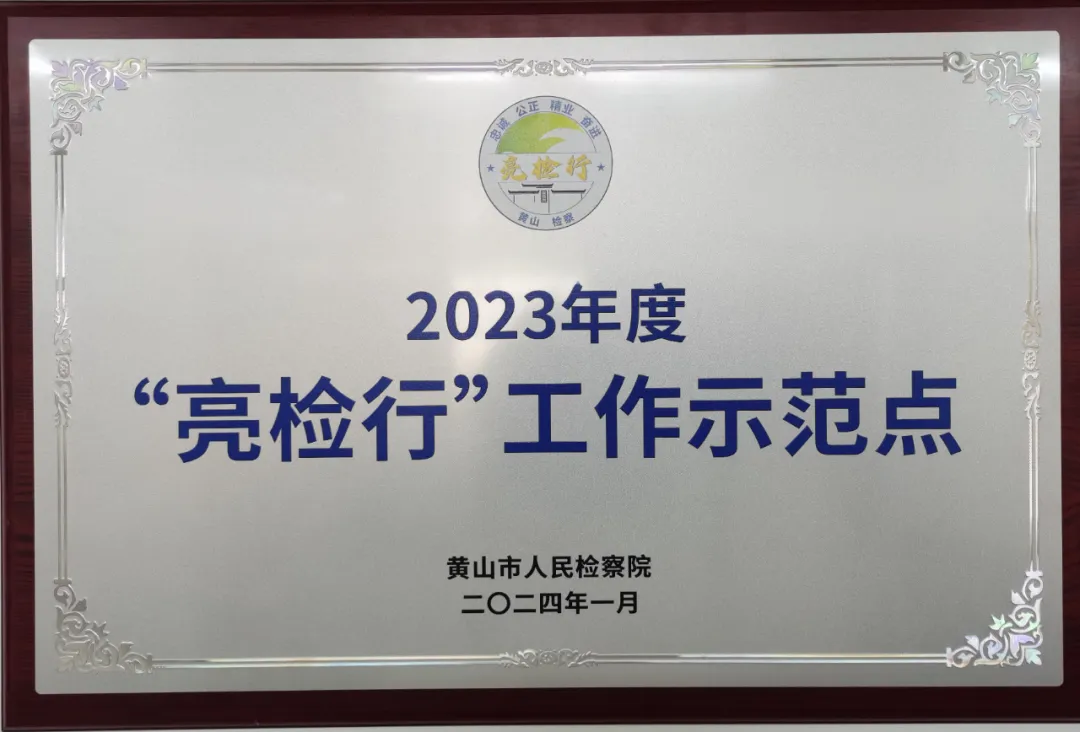 忠诚 公正 精业 奋进
亮检行
黄山 检察
2023年度
“亮检行”工作示范点
黄山市人民检察院
二〇二四年一月